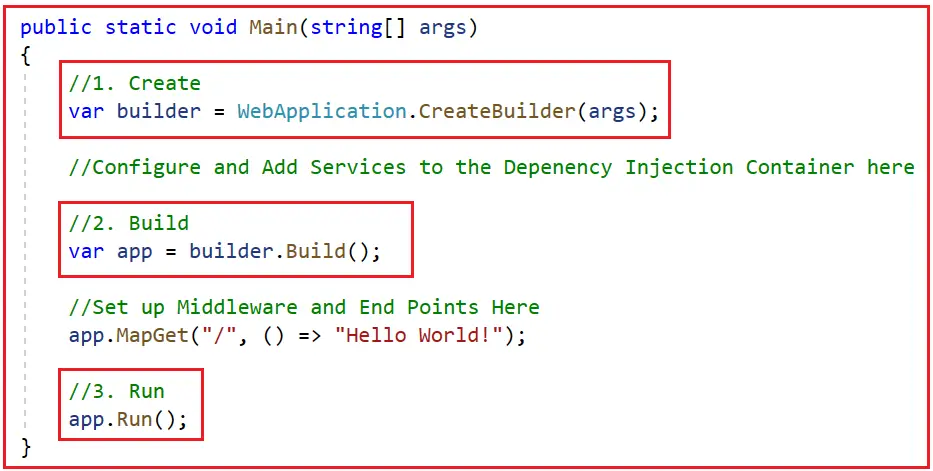 public static void Main(string[] args)
{
//1. Create
var builder = WebApplication.CreateBuilder(args);
//Configure and Add Services to the Depenency Injection Container here
//2. Build
var app = builder.Build();
//Set up Middleware and End Points Here
app.MapGet("/", () => "Hello World!");
//3. Run
app.Run();
}